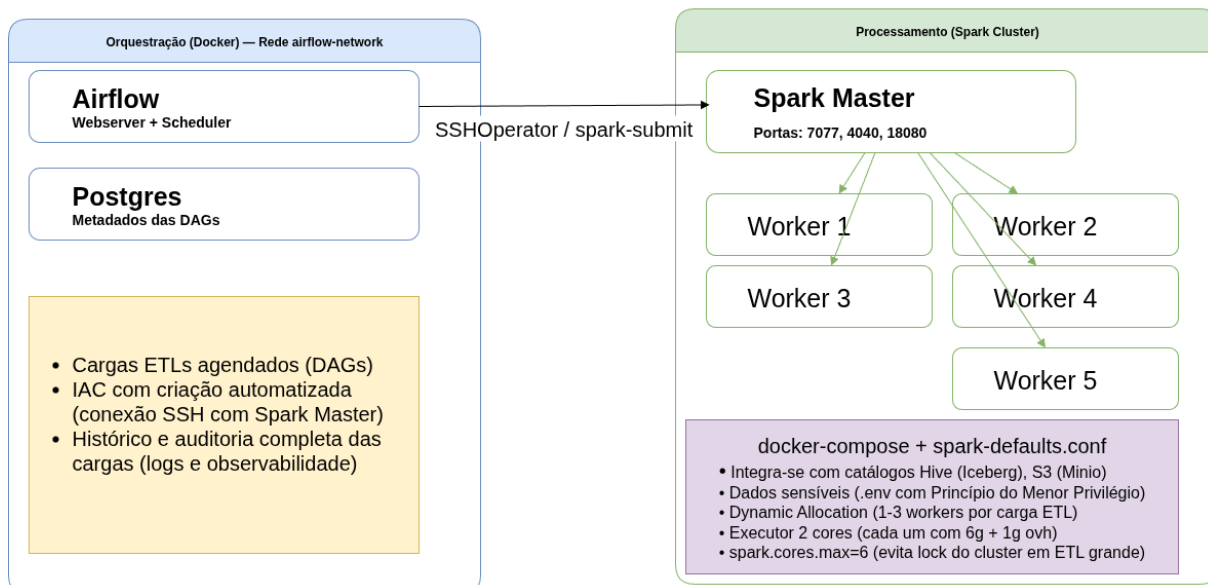 Orquestração (Docker) — Rede airflow-network
Airflow
Webserver + Scheduler
Postgres
Metadados das DAGs
• Cargas ETLs agendados (DAGs)
• IAC com criação automatizada
(conexão SSH com Spark Master)
• Histórico e auditoria completa das
cargas (logs e observabilidade)
SSHOperator / spark-submit
Processamento (Spark Cluster)
Spark Master
Portas: 7077, 4040, 18080
Worker 1
Worker 2
Worker 3
Worker 4
Worker 5
docker-compose + spark-defaults.conf
• Integra-se com catálogos Hive (Iceberg), S3 (Minio)
• Dados sensíveis (.env com Princípio do Menor Privilégio)
• Dynamic Allocation (1-3 workers por carga ETL)
• Executor 2 cores (cada um com 6g + 1g ovh)
• spark.cores.max=6 (evita lock do cluster em ETL grande)